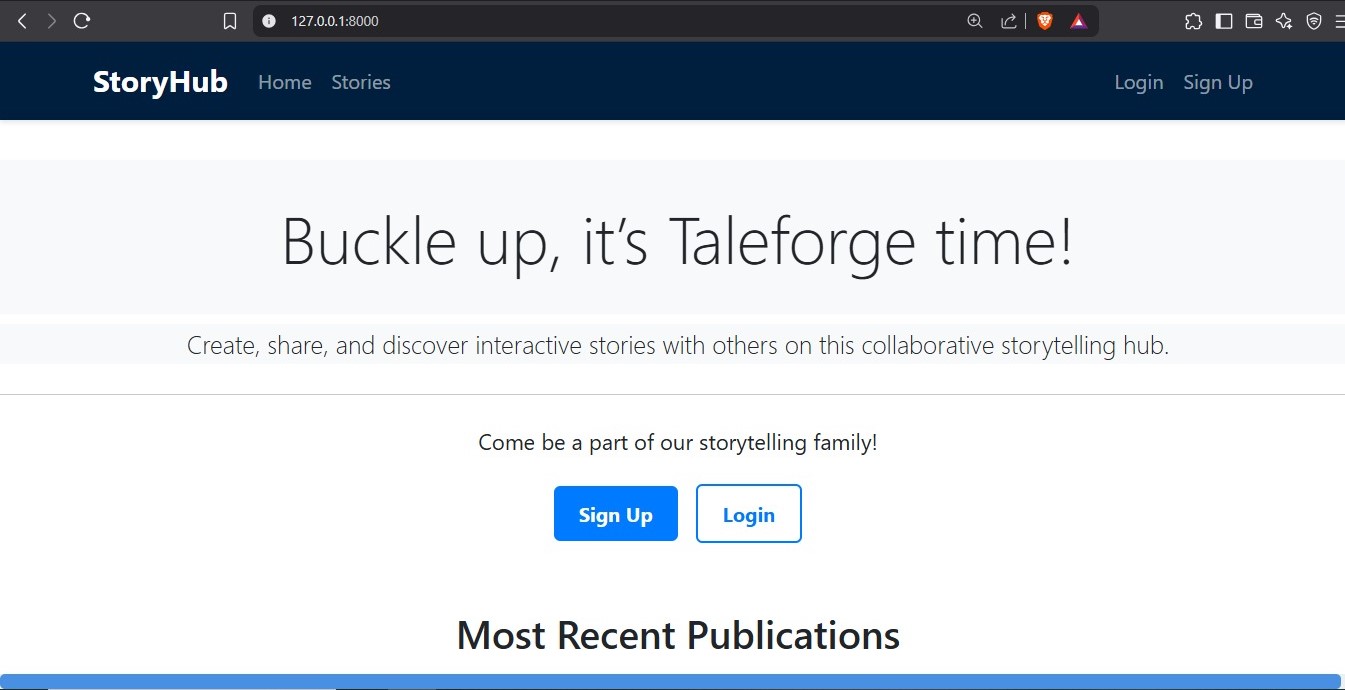 127.0.0.1:8000
StoryHub Home Stories Login Sign Up
Buckle up, it’s Taleforge time!
Create, share, and discover interactive stories with others on this collaborative storytelling hub.
Come be a part of our storytelling family!
Sign Up Login
Most Recent Publications